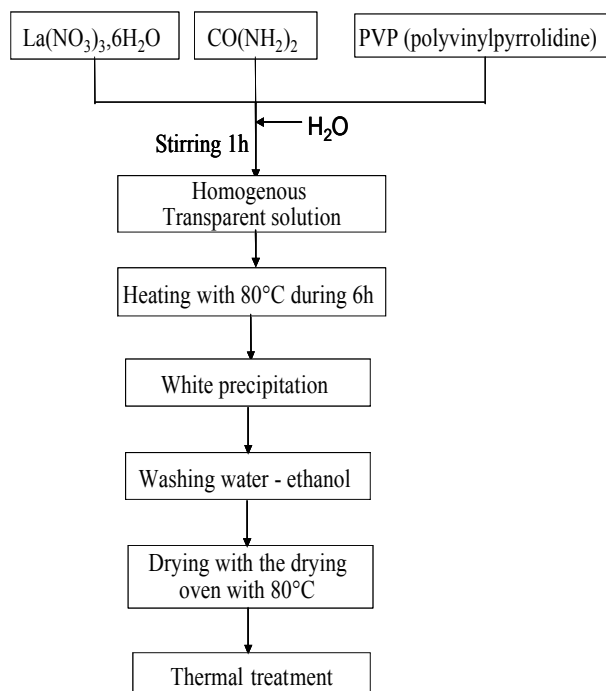 La(NO₃)₃,6H₂O
CO(NH₂)₂
PVP (polyvinylpyrrolidine)
H₂O
Stirring 1h
Homogenous
Transparent solution
Heating with 80°C during 6h
White precipitation
Washing water - ethanol
Drying with the drying
oven with 80°C
Thermal treatment